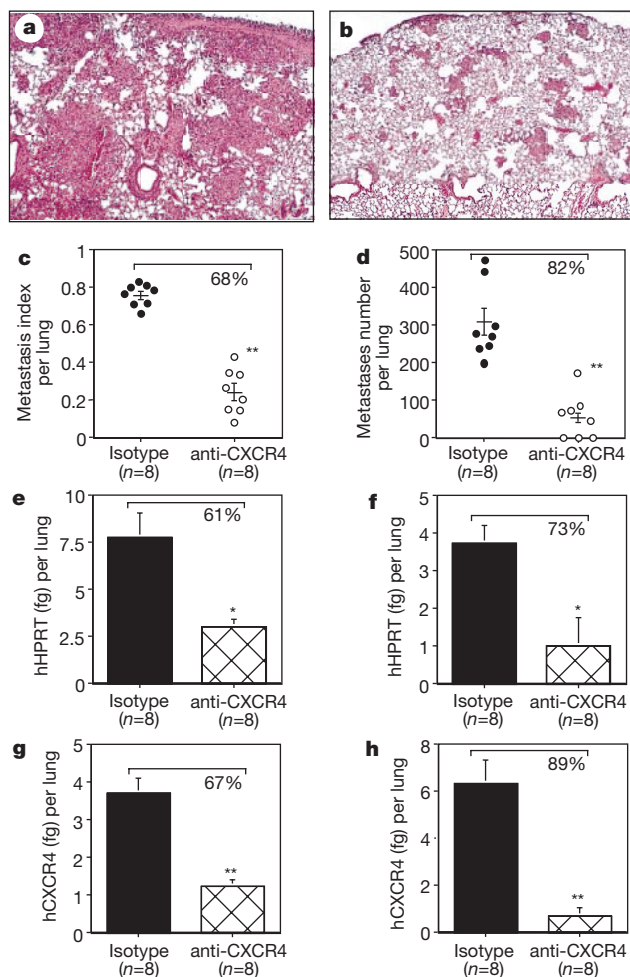 a
b
c
Metastasis index
per lung
1
0.8
0.6
0.4
0.2
0
68%
**
Isotype
(n=8)
anti-CXCR4
(n=8)
d
Metastases number
per lung
500
400
300
200
100
0
82%
**
Isotype
(n=8)
anti-CXCR4
(n=8)
e
hHPRT (fg) per lung
10
7.5
5
2.5
0
61%
*
Isotype
(n=8)
anti-CXCR4
(n=8)
f
hHPRT (fg) per lung
5
4
3
2
1
0
73%
*
Isotype
(n=8)
anti-CXCR4
(n=8)
g
hCXCR4 (fg) per lung
5
4
3
2
1
0
67%
**
Isotype
(n=8)
anti-CXCR4
(n=8)
h
hCXCR4 (fg) per lung
8
6
4
2
0
89%
**
Isotype
(n=8)
anti-CXCR4
(n=8)